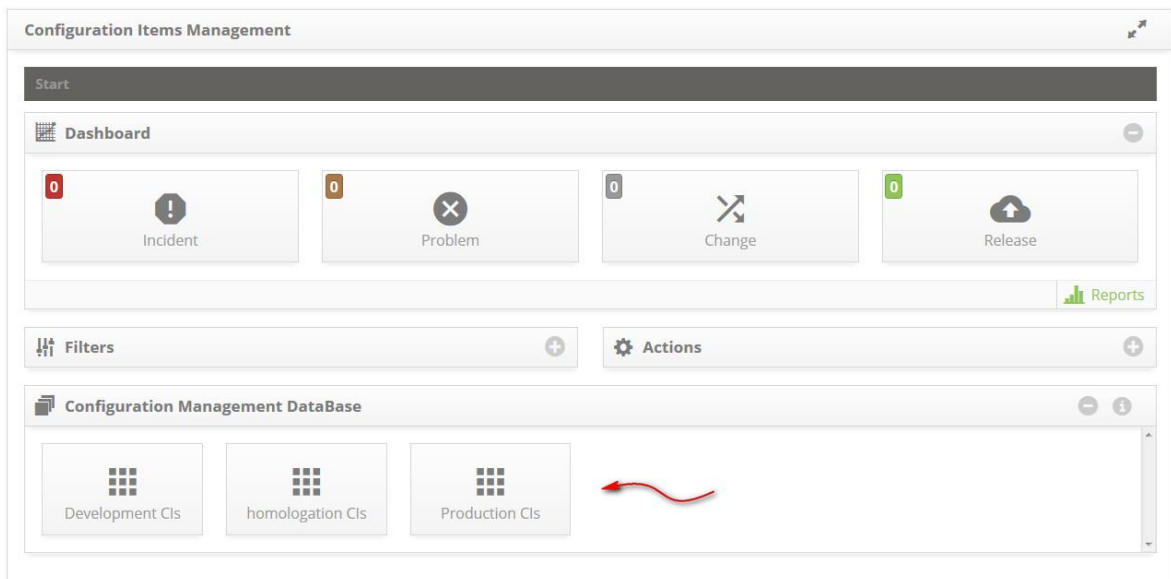 Configuration Items Management
Start
Dashboard
0 0 0 0
Incident Problem Change Release
Reports
Filters Actions
Configuration Management DataBase
Development CIs homologation CIs Production CIs